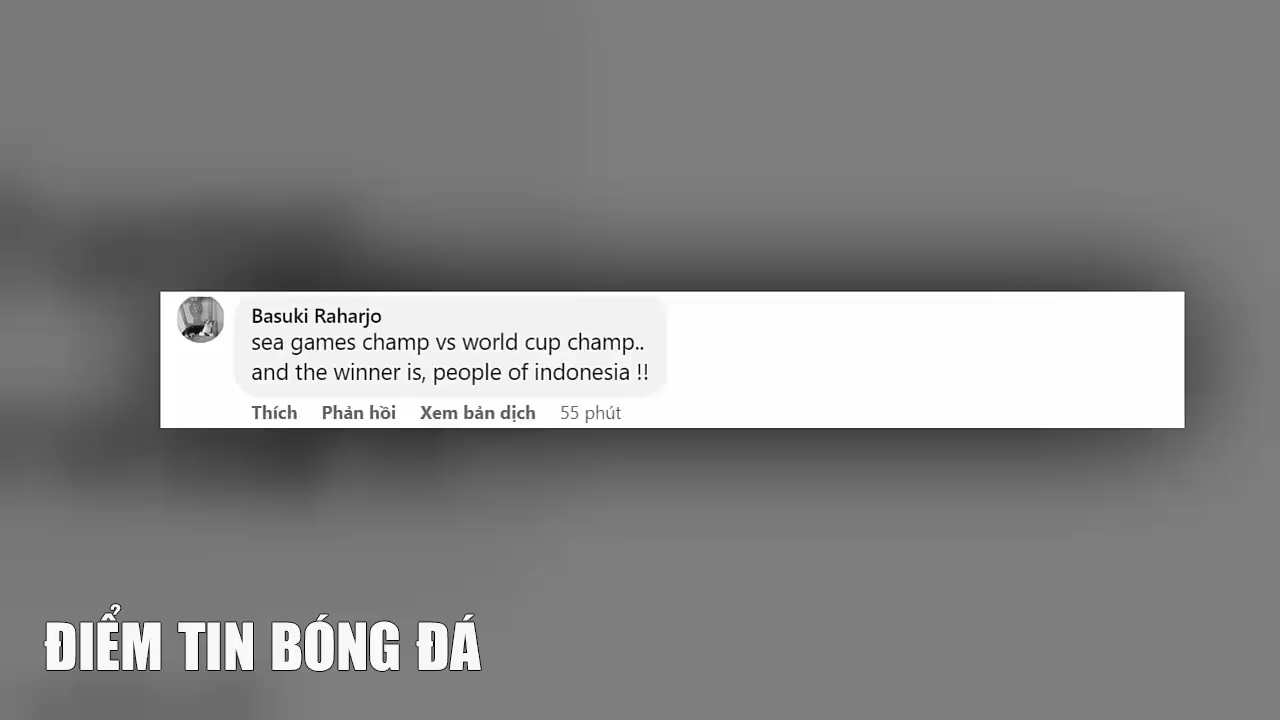 Basuki Raharjo
sea games champ vs world cup champ..
and the winner is, people of indonesia !!
Thích Phản hồi Xem bản dịch 55 phút
ĐIỂM TIN BÓNG ĐÁ